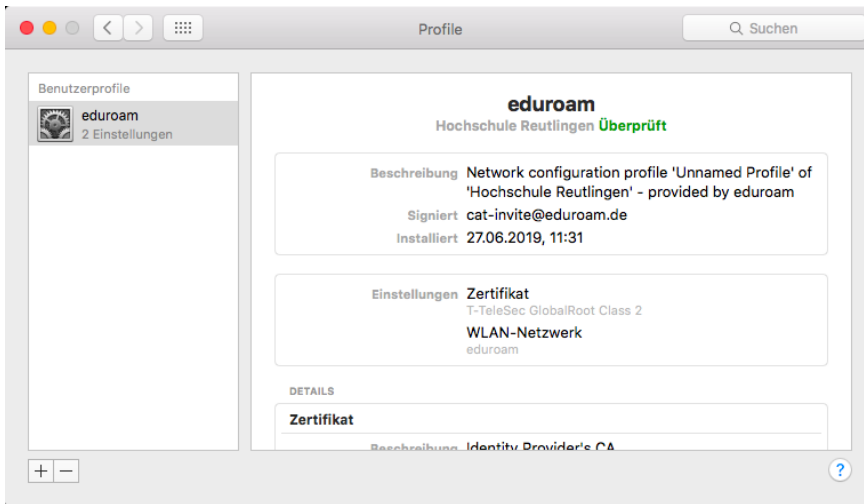 Profile
Suchen
Benutzerprofile
eduroam
2 Einstellungen
eduroam
Hochschule Reutlingen Überprüft
Beschreibung Network configuration profile 'Unnamed Profile' of
'Hochschule Reutlingen' - provided by eduroam
Signiert cat-invite@eduroam.de
Installiert 27.06.2019, 11:31
Einstellungen Zertifikat
T-TeleSec GlobalRoot Class 2
WLAN-Netzwerk
eduroam
DETAILS
Zertifikat
Beschreibung Identity Provider's CA
+ − ?